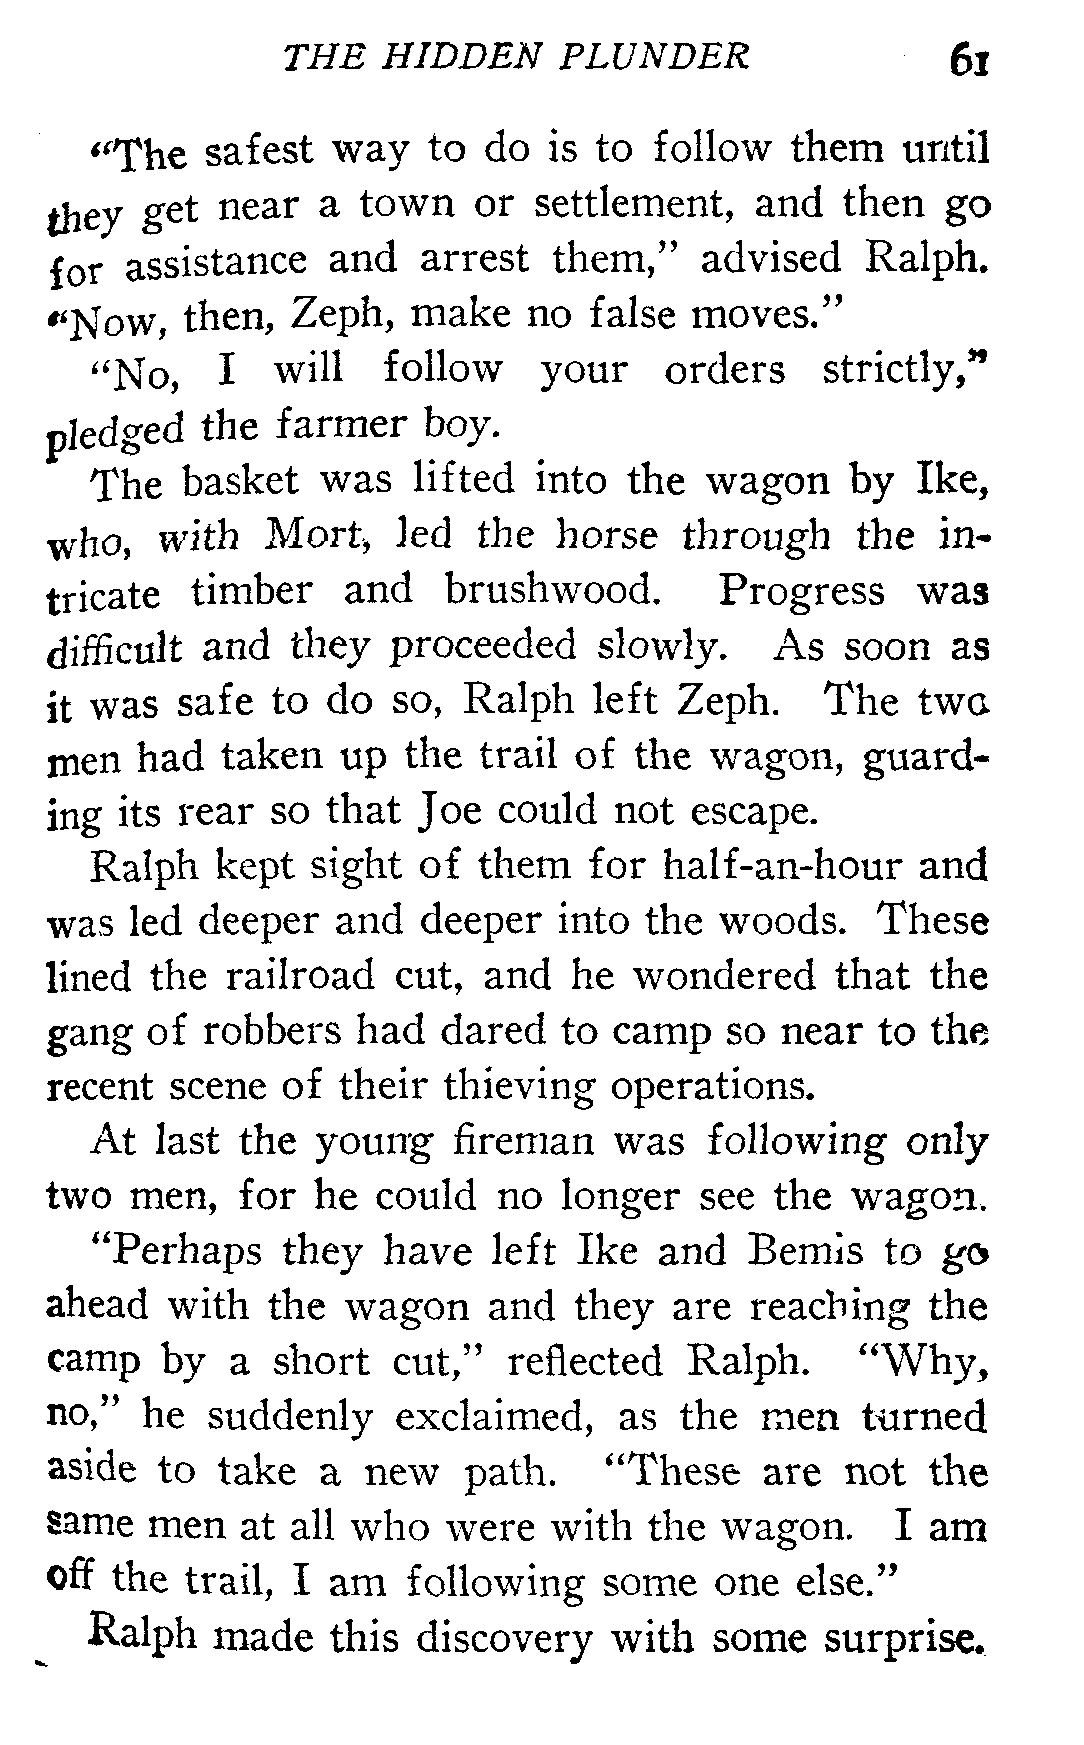 THE HIDDEN PLUNDER 61
“The safest way to do is to follow them until
they get near a town or settlement, and then go
for assistance and arrest them,” advised Ralph.
“Now, then, Zeph, make no false moves.”
“No, I will follow your orders strictly,”
pledged the farmer boy.
The basket was lifted into the wagon by Ike,
who, with Mort, led the horse through the in-
tricate timber and brushwood. Progress was
difficult and they proceeded slowly. As soon as
it was safe to do so, Ralph left Zeph. The two
men had taken up the trail of the wagon, guard-
ing its rear so that Joe could not escape.
Ralph kept sight of them for half-an-hour and
was led deeper and deeper into the woods. These
lined the railroad cut, and he wondered that the
gang of robbers had dared to camp so near to the
recent scene of their thieving operations.
At last the young fireman was following only
two men, for he could no longer see the wagon.
“Perhaps they have left Ike and Bemis to go
ahead with the wagon and they are reaching the
camp by a short cut,” reflected Ralph. “Why,
no,” he suddenly exclaimed, as the men turned
aside to take a new path. “These are not the
same men at all who were with the wagon. I am
off the trail, I am following some one else.”
Ralph made this discovery with some surprise.